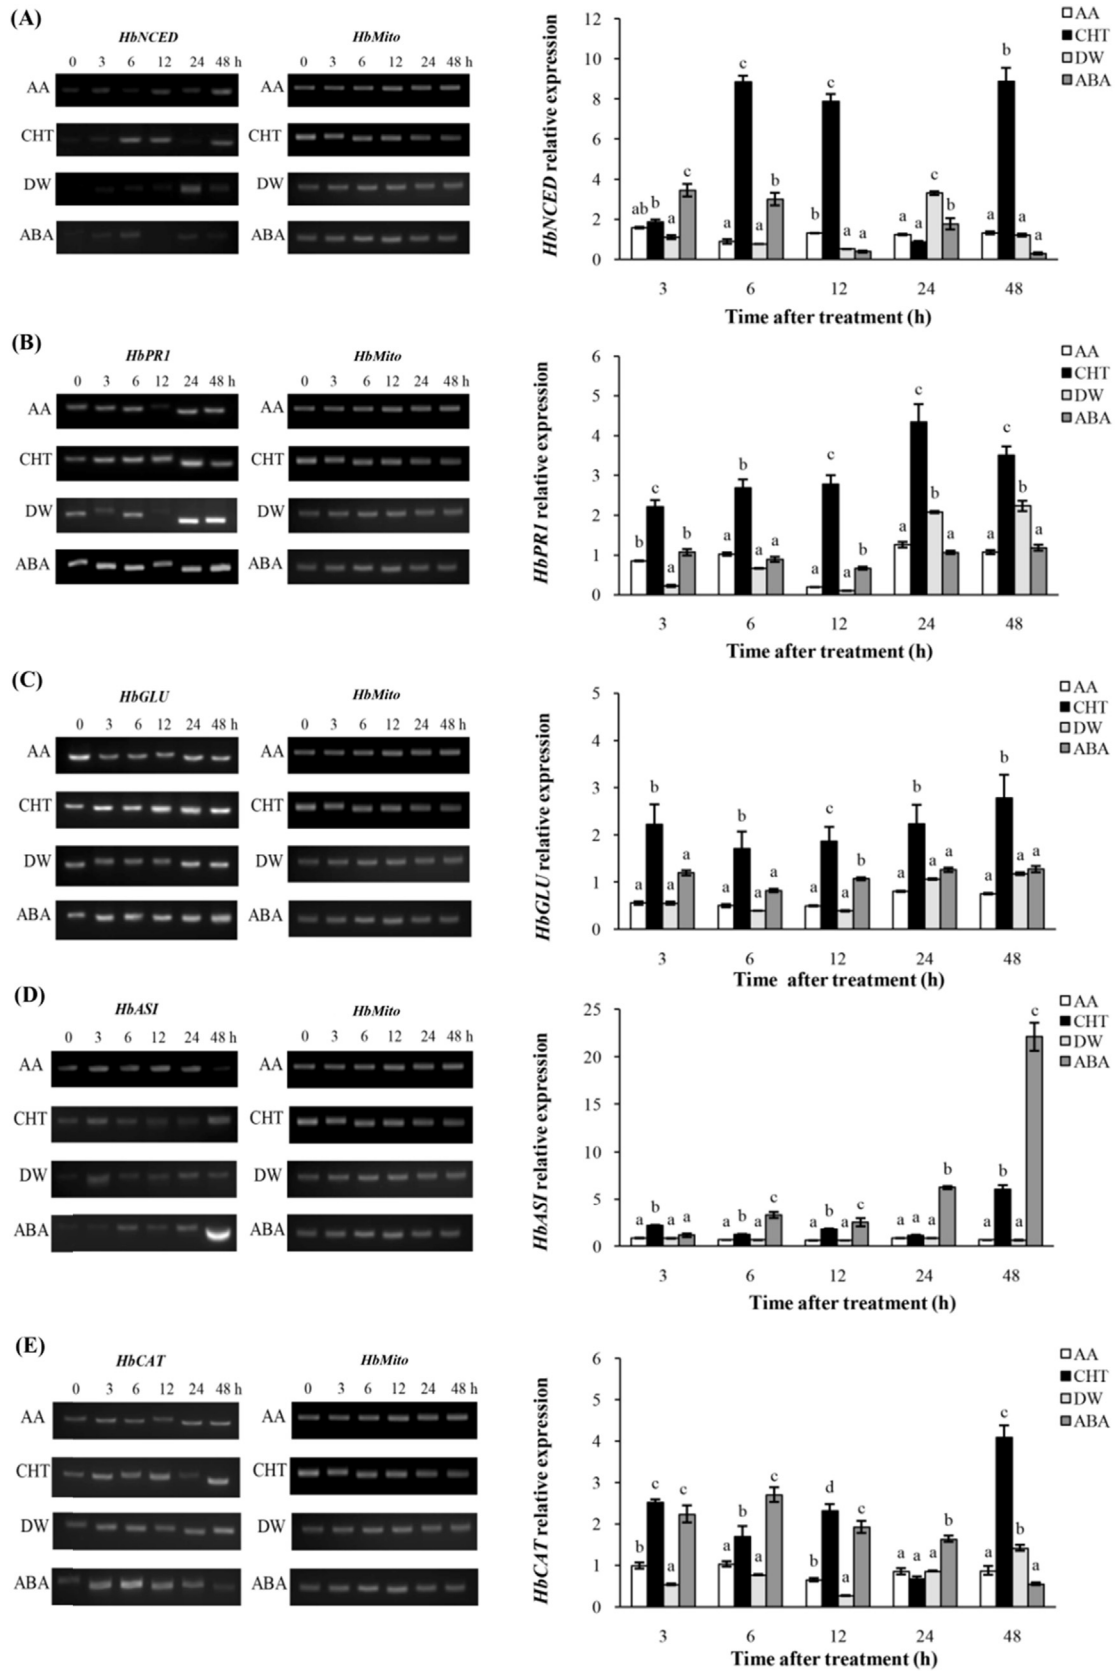 (A)
HbNCED HbMito
0 3 6 12 24 48 h 0 3 6 12 24 48 h
AA AA
CHT CHT
DW DW
ABA ABA
HbNCED relative expression
12
10
8
6
4
2
0
ab b a c
a c a b
b c a a
a a c b
a b a a
3 6 12 24 48
Time after treatment (h)
AA
CHT
DW
ABA
(B)
HbPR1 HbMito
0 3 6 12 24 48 h 0 3 6 12 24 48 h
AA AA
CHT CHT
DW DW
ABA ABA
HbPR1 relative expression
6
5
4
3
2
1
0
b c a b
a b a a
a c a b
a c b a
a c b a
3 6 12 24 48
Time after treatment (h)
AA
CHT
DW
ABA
(C)
HbGLU HbMito
0 3 6 12 24 48 h 0 3 6 12 24 48 h
AA AA
CHT CHT
DW DW
ABA ABA
HbGLU relative expression
5
4
3
2
1
0
a b a a
a b a a
a c a b
a b a a
a b a a
3 6 12 24 48
Time after treatment (h)
AA
CHT
DW
ABA
(D)
HbASI HbMito
0 3 6 12 24 48 h 0 3 6 12 24 48 h
AA AA
CHT CHT
DW DW
ABA ABA
HbASI relative expression
25
20
15
10
5
0
a b a a
a b a c
a b a c
a a a b
a b a c
3 6 12 24 48
Time after treatment (h)
AA
CHT
DW
ABA
(E)
HbCAT HbMito
0 3 6 12 24 48 h 0 3 6 12 24 48 h
AA AA
CHT CHT
DW DW
ABA ABA
HbCAT relative expression
6
5
4
3
2
1
0
b c a c
a b a c
b d a c
a a a b
a c b a
3 6 12 24 48
Time after treatment (h)
AA
CHT
DW
ABA